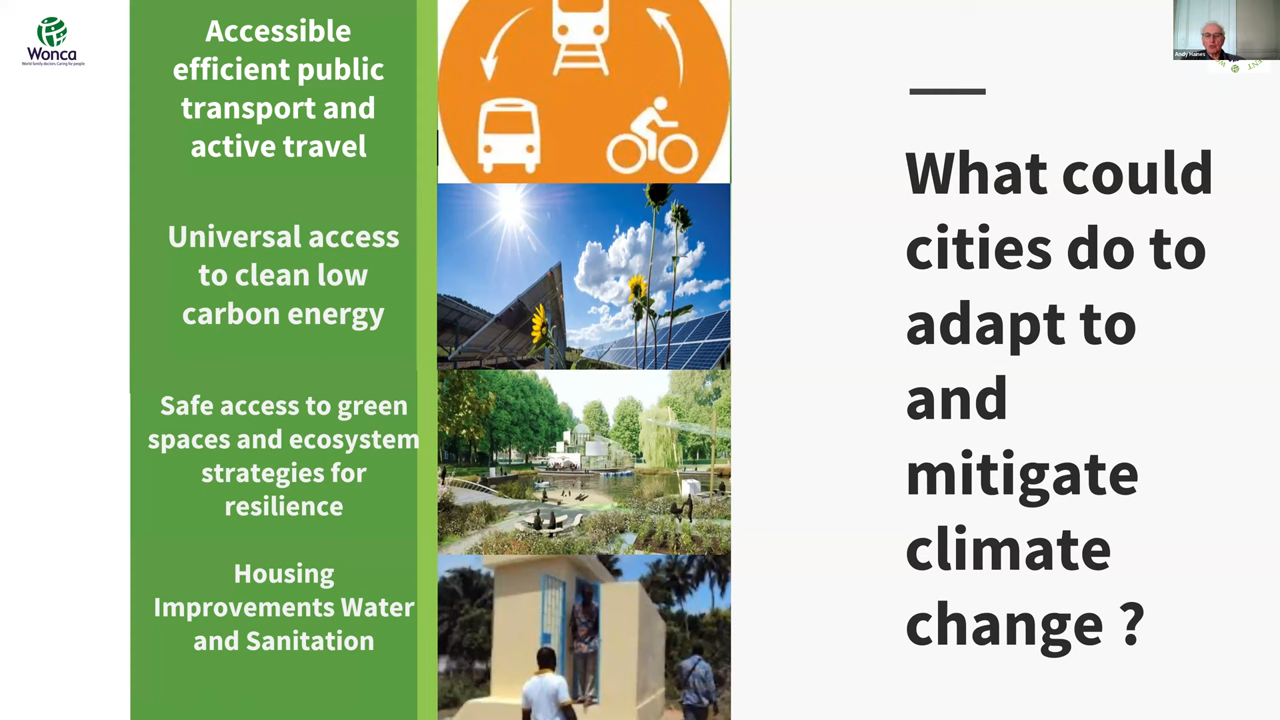 Wonca
World family doctors. Caring for people.
Accessible
efficient public
transport and
active travel
Universal access
to clean low
carbon energy
Safe access to green
spaces and ecosystem
strategies for
resilience
Housing
Improvements Water
and Sanitation
What could
cities do to
adapt to
and
mitigate
climate
change ?
Andy Haines